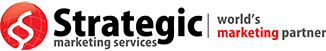 Strategic
marketing services
world's
marketing partner